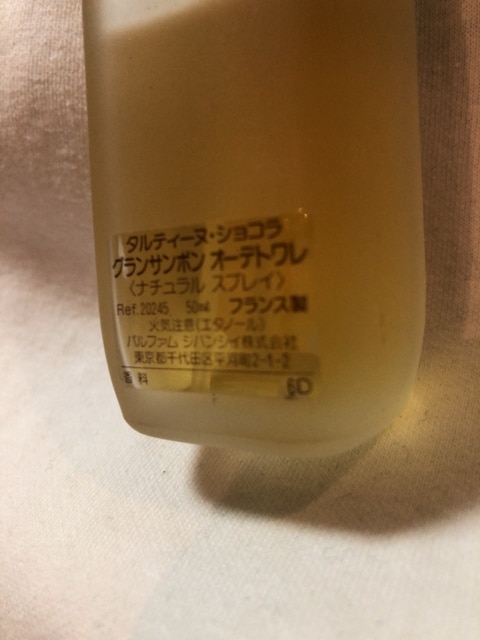 タルティーヌ・ショコラ
グランサンボン オーデトワレ
〈ナチュラル スプレイ〉
Ref.20245 50ml フランス製
火気注意(エタノール)
パルファム ジバンシイ株式会社
東京都千代田区平河町2-1-2
香料 6D